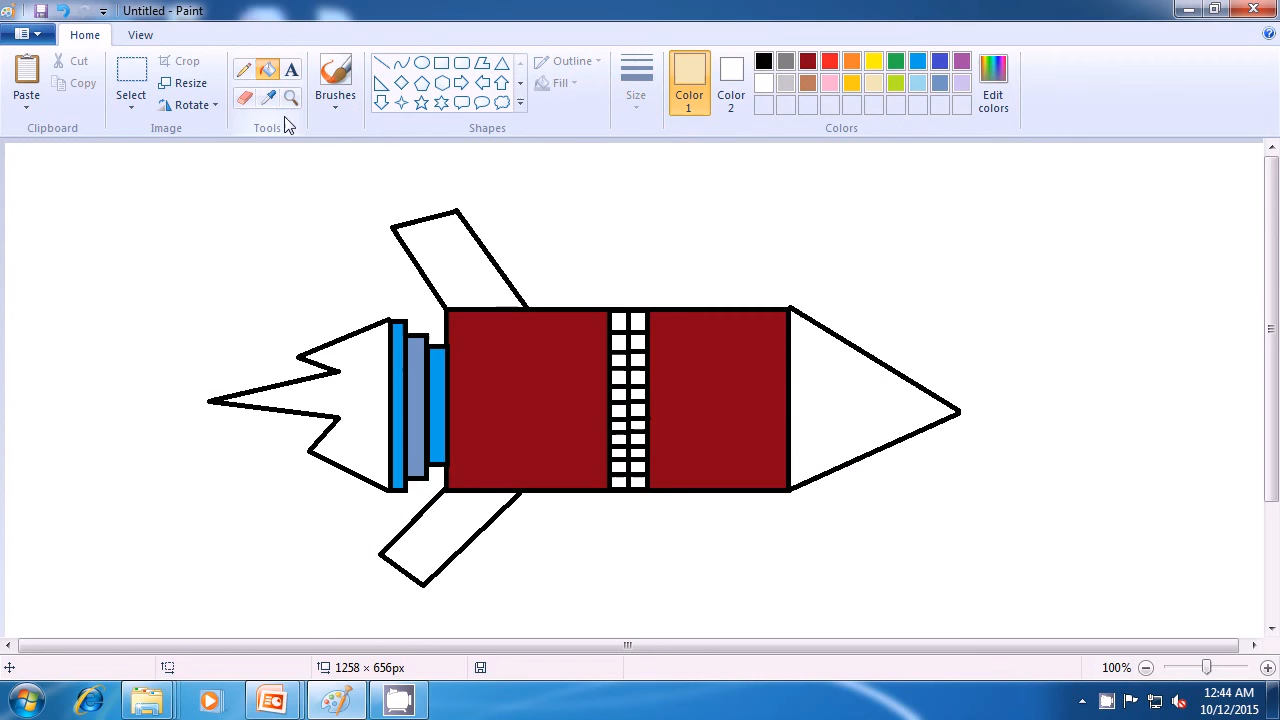 Untitled - Paint
Home View
Paste
Cut
Copy
Clipboard
Select
Crop
Resize
Rotate
Image
A
Tools
Brushes
Outline
Fill
Shapes
Size
Color 1
Color 2
Edit colors
Colors
1258 × 656px
100%
12:44 AM
10/12/2015